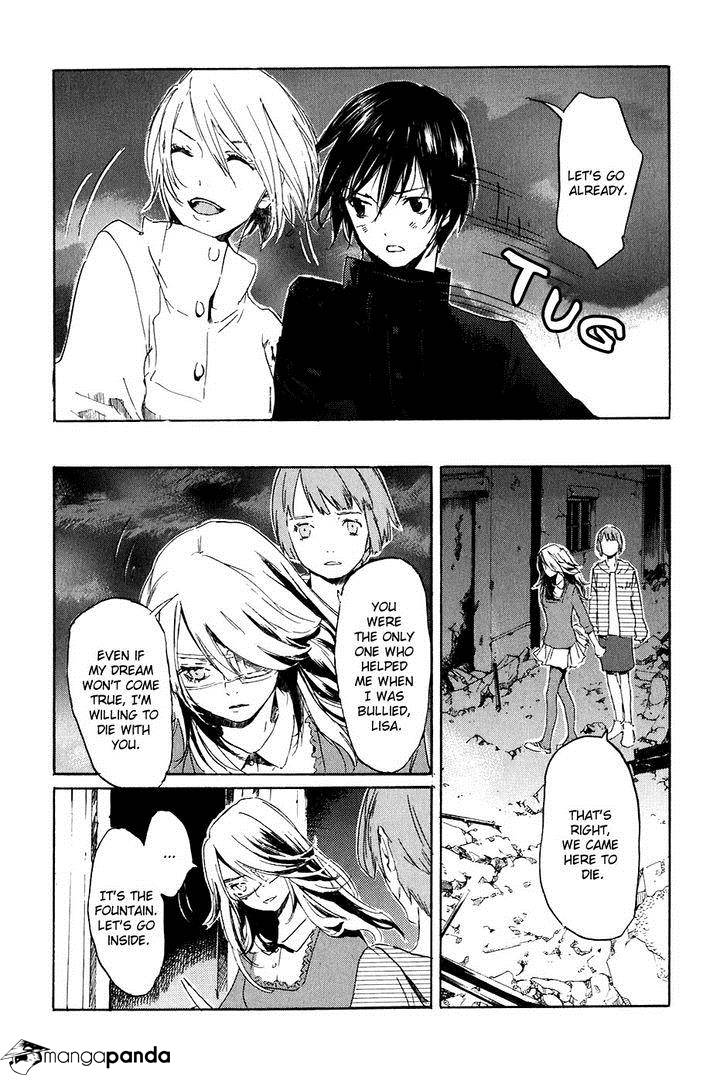 LET'S GO
ALREADY.
TUG
THAT'S
RIGHT,
WE CAME
HERE TO
DIE.
YOU
WERE
THE ONLY
ONE WHO
HELPED
ME WHEN
I WAS
BULLIED,
LISA.
EVEN IF
MY DREAM
WON'T COME
TRUE, I'M
WILLING TO
DIE WITH
YOU.
...
IT'S THE
FOUNTAIN.
LET'S GO
INSIDE.
mangapanda